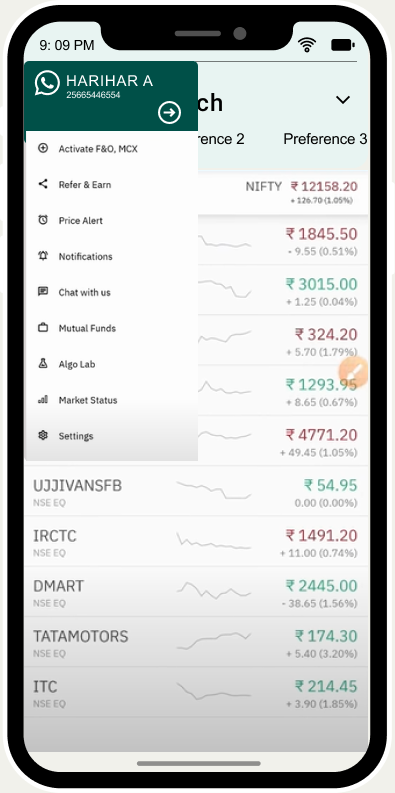 9: 09 PM
HARIHAR A
25665446554
ch
rence 2
Preference 3
Activate F&O, MCX
Refer & Earn
Price Alert
Notifications
Chat with us
Mutual Funds
Algo Lab
Market Status
Settings
NIFTY ₹ 12158.20
+ 126.70 (1.05%)
₹ 1845.50
- 9.55 (0.51%)
₹ 3015.00
+ 1.25 (0.04%)
₹ 324.20
+ 5.70 (1.79%)
₹ 1293.95
+ 8.65 (0.67%)
₹ 4771.20
+ 49.45 (1.05%)
UJJIVANSFB ₹ 54.95
NSE EQ 0.00 (0.00%)
IRCTC ₹ 1491.20
NSE EQ + 11.00 (0.74%)
DMART ₹ 2445.00
NSE EQ - 38.65 (1.56%)
TATAMOTORS ₹ 174.30
NSE EQ + 5.40 (3.20%)
ITC ₹ 214.45
NSE EQ + 3.90 (1.85%)